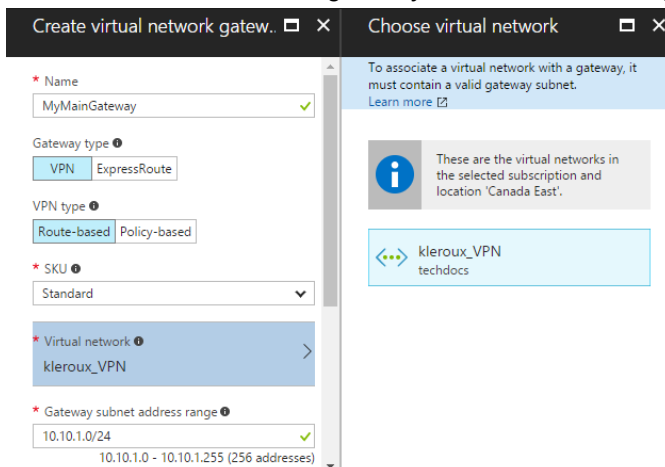 Create virtual network gatew..
* Name
MyMainGateway
Gateway type
VPN ExpressRoute
VPN type
Route-based Policy-based
* SKU
Standard
* Virtual network
kleroux_VPN
* Gateway subnet address range
10.10.1.0/24
10.10.1.0 - 10.10.1.255 (256 addresses)
Choose virtual network
To associate a virtual network with a gateway, it
must contain a valid gateway subnet.
Learn more
These are the virtual networks in
the selected subscription and
location 'Canada East'.
kleroux_VPN
techdocs